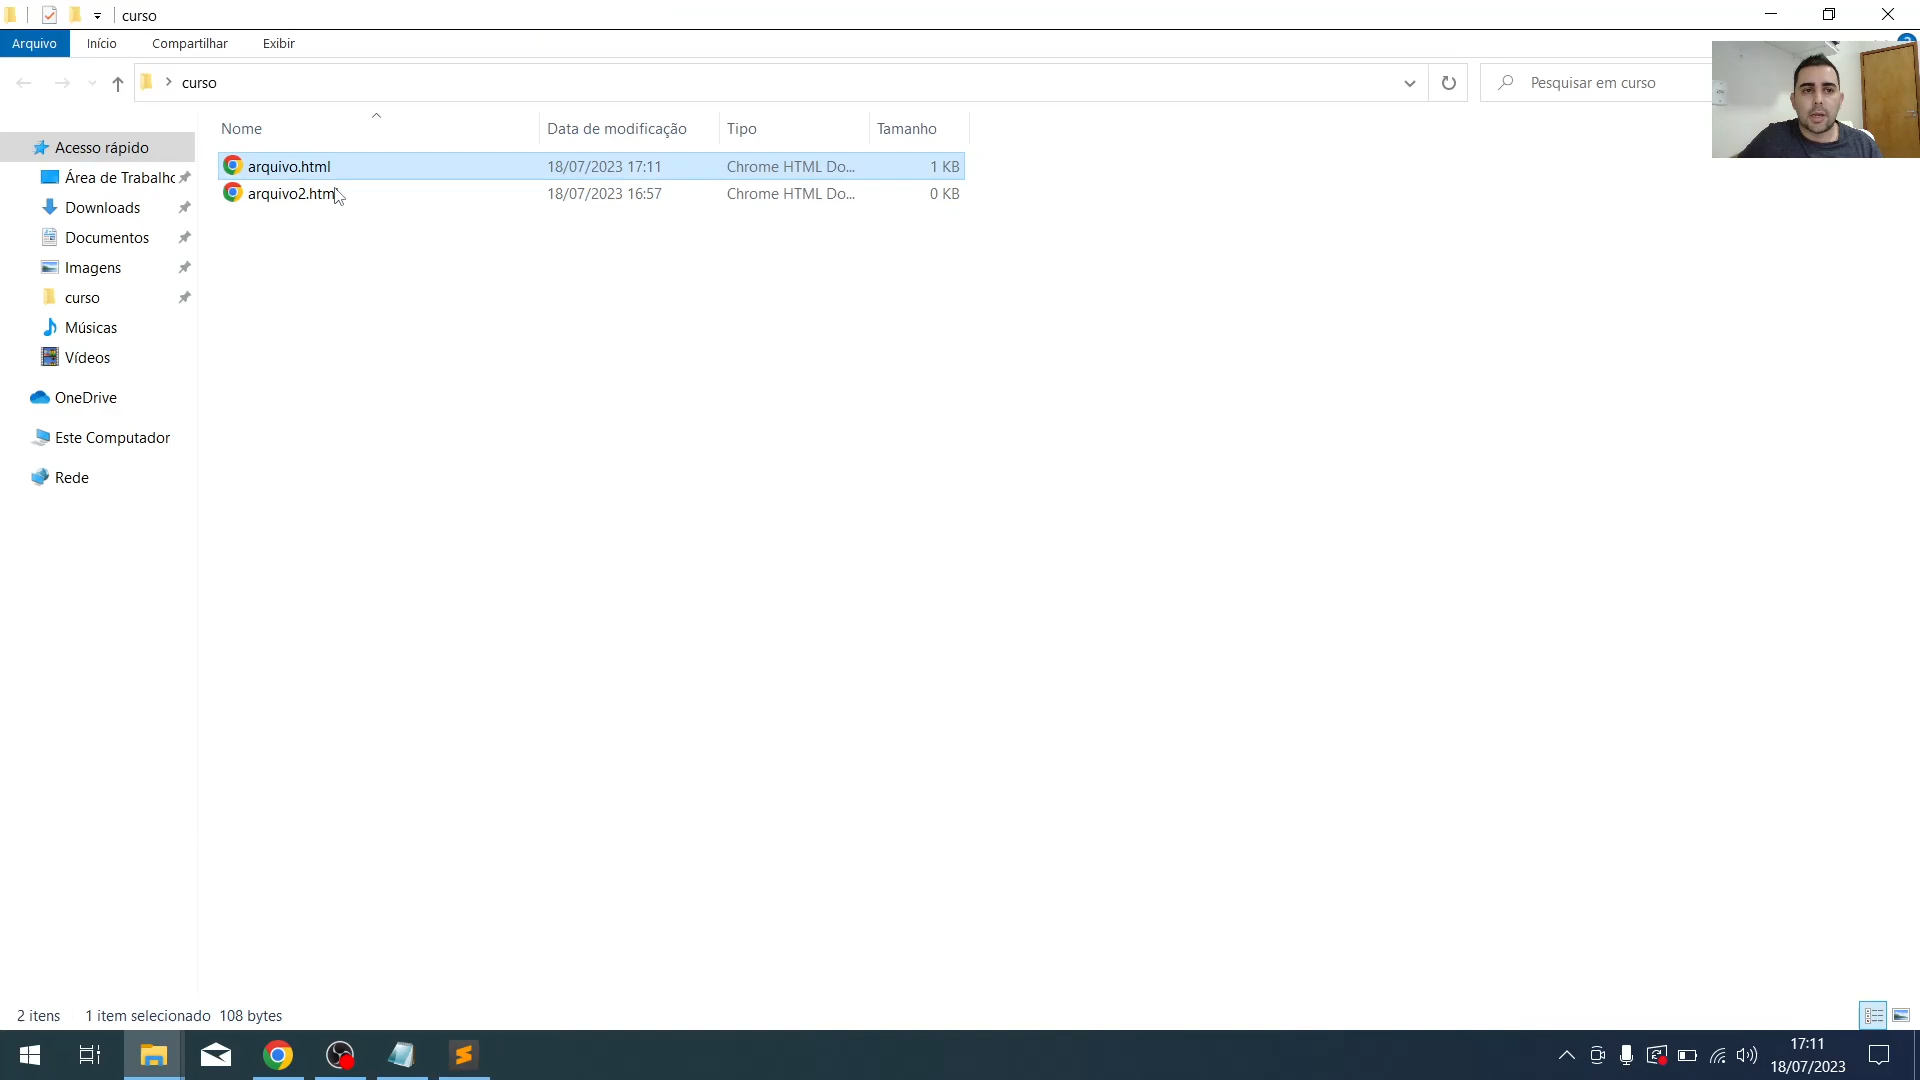 curso
Arquivo Início Compartilhar Exibir
curso
Pesquisar em curso
Nome Data de modificação Tipo Tamanho
arquivo.html 18/07/2023 17:11 Chrome HTML Do... 1 KB
arquivo2.html 18/07/2023 16:57 Chrome HTML Do... 0 KB
Acesso rápido
Área de Trabalho
Downloads
Documentos
Imagens
curso
Músicas
Vídeos
OneDrive
Este Computador
Rede
2 itens 1 item selecionado 108 bytes
17:11
18/07/2023